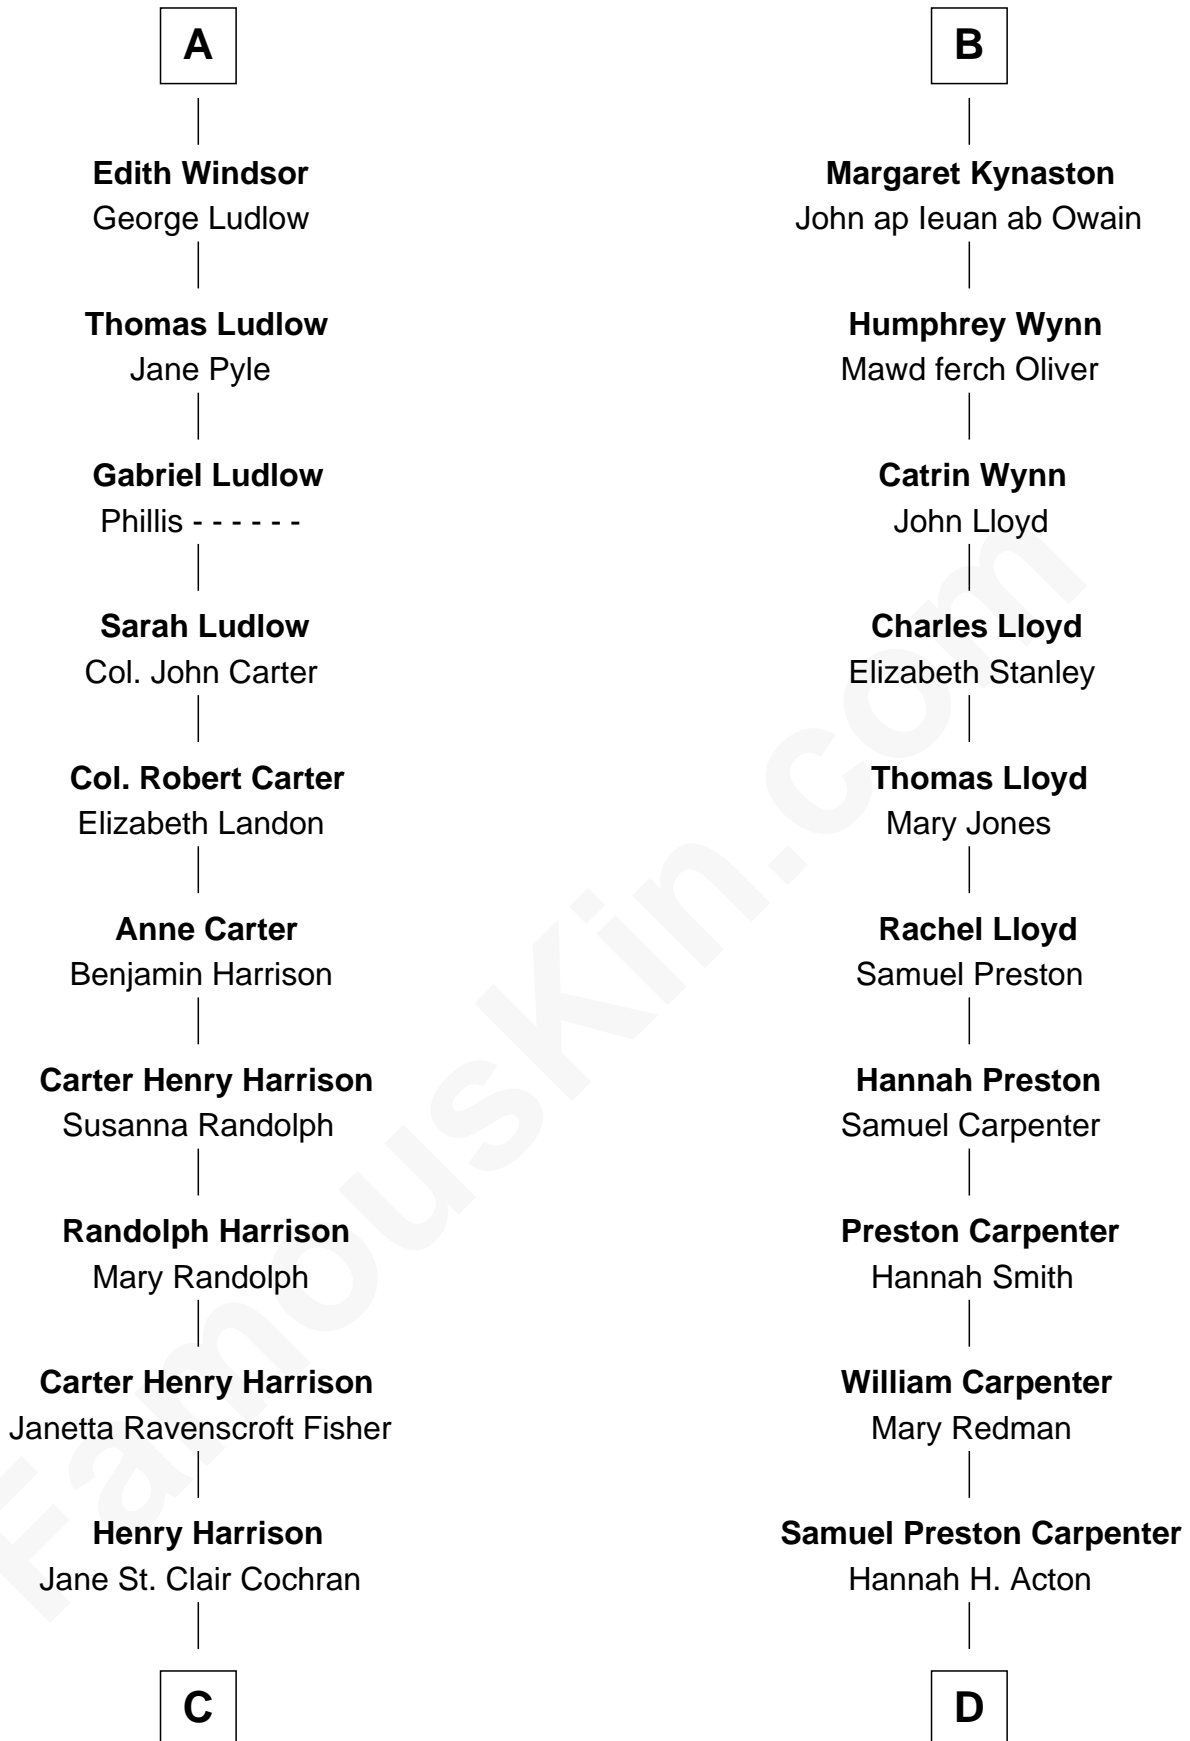 A
Edith Windsor
George Ludlow
Thomas Ludlow
Jane Pyle
Gabriel Ludlow
Phillis - - - - - -
Sarah Ludlow
Col. John Carter
Col. Robert Carter
Elizabeth Landon
Anne Carter
Benjamin Harrison
Carter Henry Harrison
Susanna Randolph
Randolph Harrison
Mary Randolph
Carter Henry Harrison
Janetta Ravenscroft Fisher
Henry Harrison
Jane St. Clair Cochran
C
B
Margaret Kynaston
John ap Ieuan ab Owain
Humphrey Wynn
Mawd ferch Oliver
Catrin Wynn
John Lloyd
Charles Lloyd
Elizabeth Stanley
Thomas Lloyd
Mary Jones
Rachel Lloyd
Samuel Preston
Hannah Preston
Samuel Carpenter
Preston Carpenter
Hannah Smith
William Carpenter
Mary Redman
Samuel Preston Carpenter
Hannah H. Acton
D
FamousKin.com